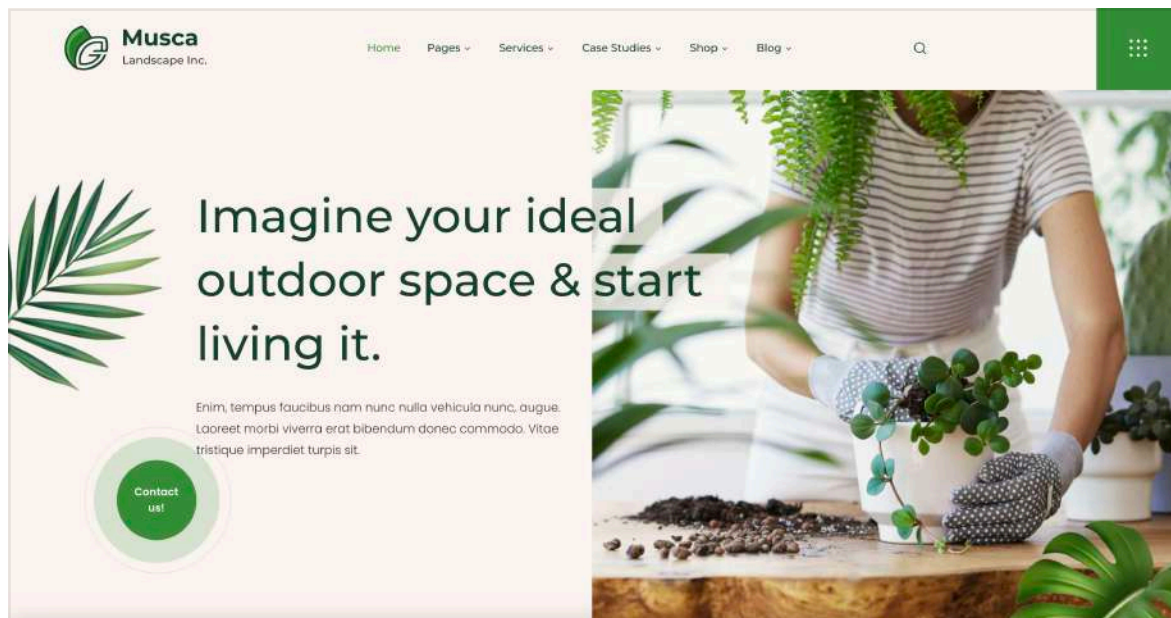 Musca
Landscape Inc.
Home Pages Services Case Studies Shop Blog
Imagine your ideal
outdoor space & start
living it.
Enim, tempus faucibus nam nunc nulla vehicula nunc, augue.
Laoreet morbi viverra erat bibendum donec commodo. Vitae
tristique imperdiet turpis sit.
Contact
us!